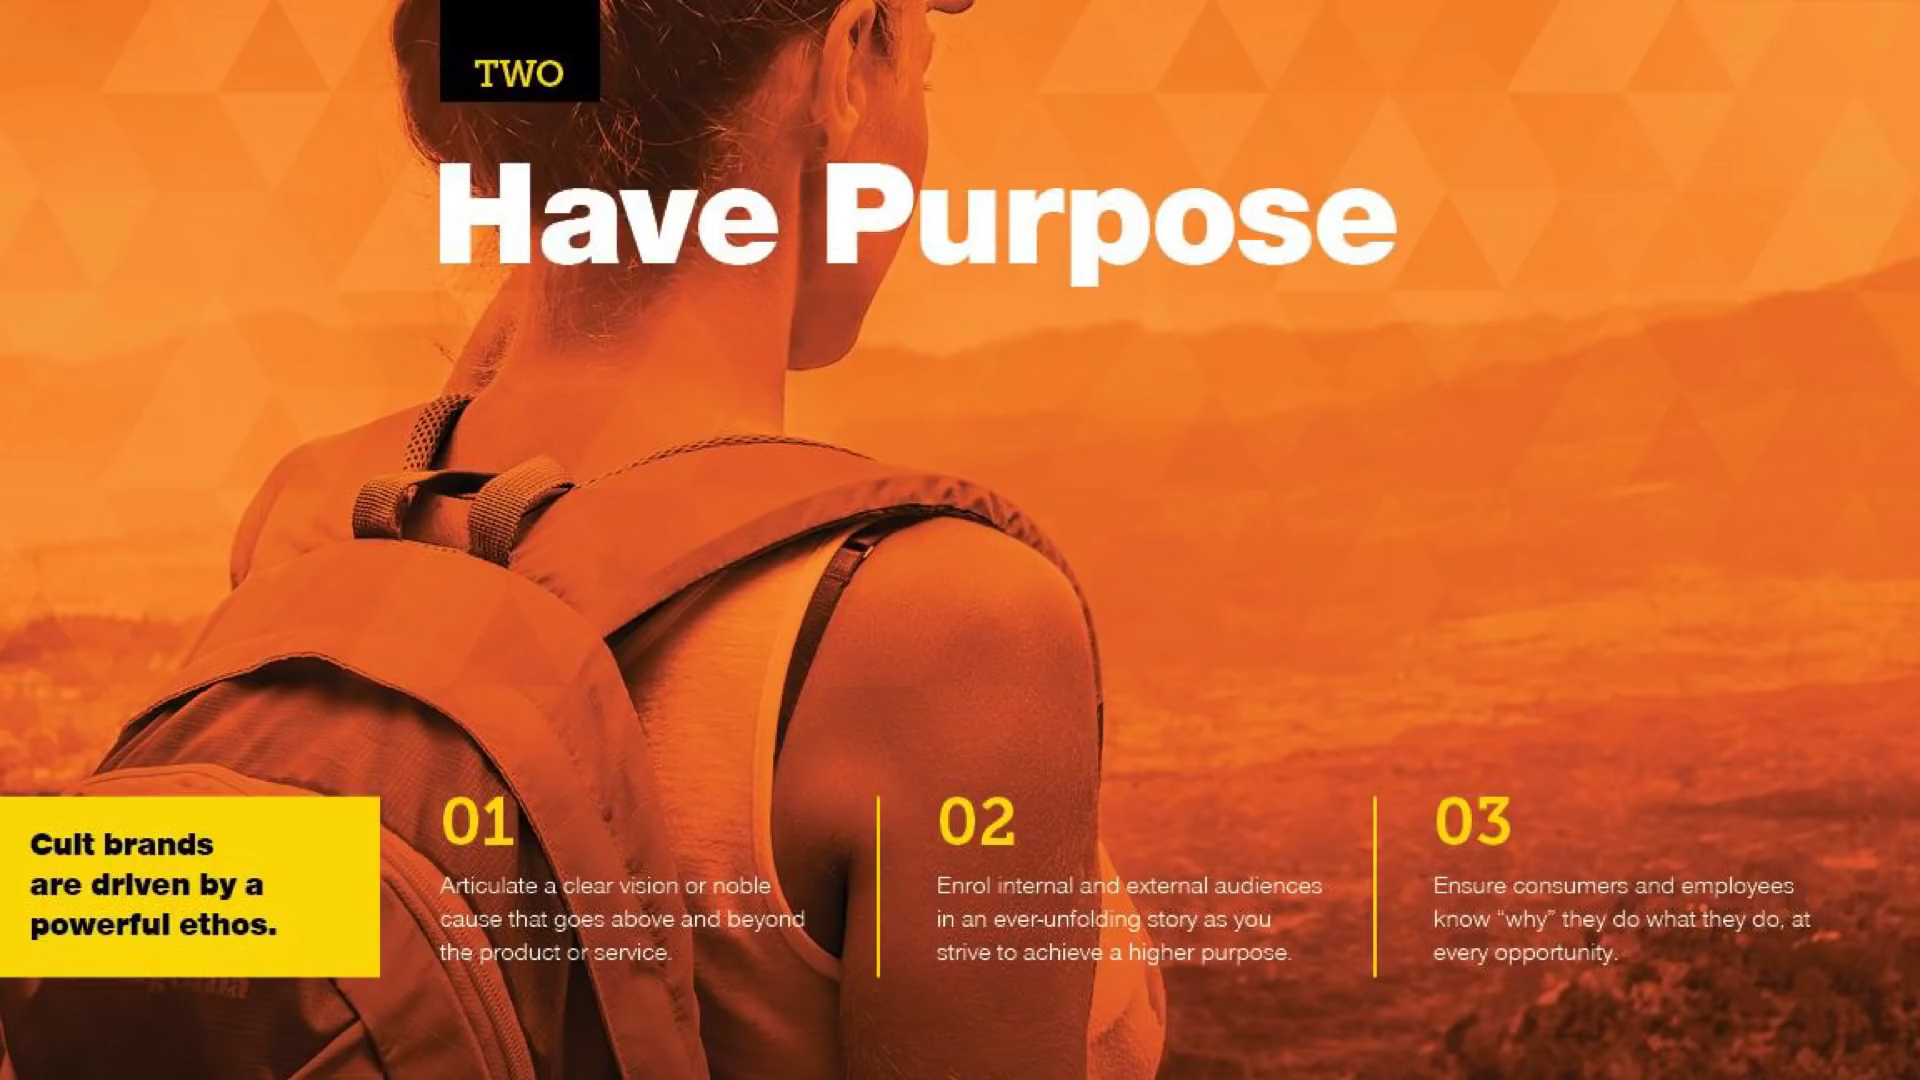 TWO
Have Purpose
Cult brands
are driven by a
powerful ethos.
01
Articulate a clear vision or noble
cause that goes above and beyond
the product or service.
02
Enrol internal and external audiences
in an ever-unfolding story as you
strive to achieve a higher purpose.
03
Ensure consumers and employees
know “why” they do what they do, at
every opportunity.